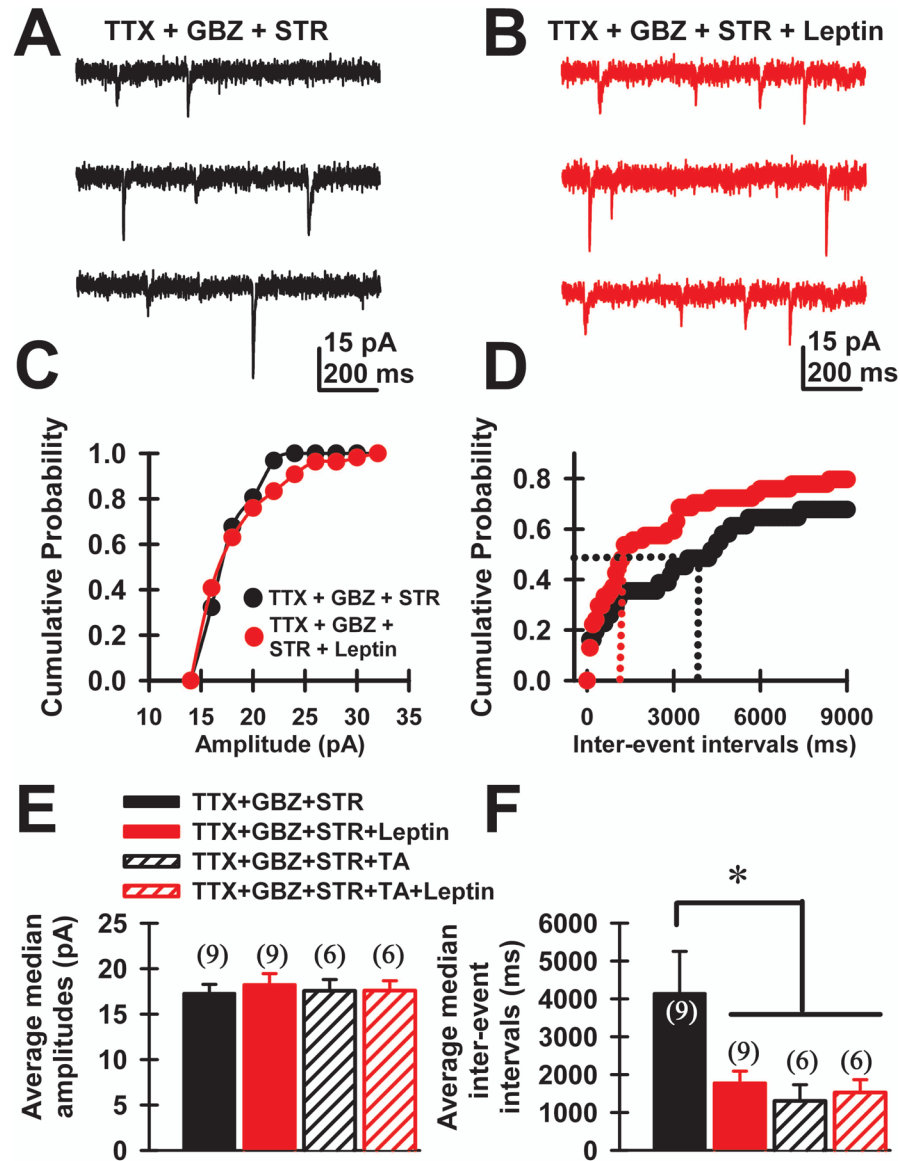 A
TTX + GBZ + STR
B
TTX + GBZ + STR + Leptin
15 pA
200 ms
15 pA
200 ms
C
Cumulative Probability
1.0
0.8
0.6
0.4
0.2
0.0
10 15 20 25 30 35
Amplitude (pA)
TTX + GBZ + STR
TTX + GBZ +
STR + Leptin
D
Cumulative Probability
0.8
0.6
0.4
0.2
0.0
0 3000 6000 9000
Inter-event intervals (ms)
E
TTX+GBZ+STR
TTX+GBZ+STR+Leptin
TTX+GBZ+STR+TA
TTX+GBZ+STR+TA+Leptin
Average median
amplitudes (pA)
25
20
15
10
5
0
(9) (9) (6) (6)
F
Average median
inter-event
intervals (ms)
6000
5000
4000
3000
2000
1000
0
*
(9) (9) (6) (6)